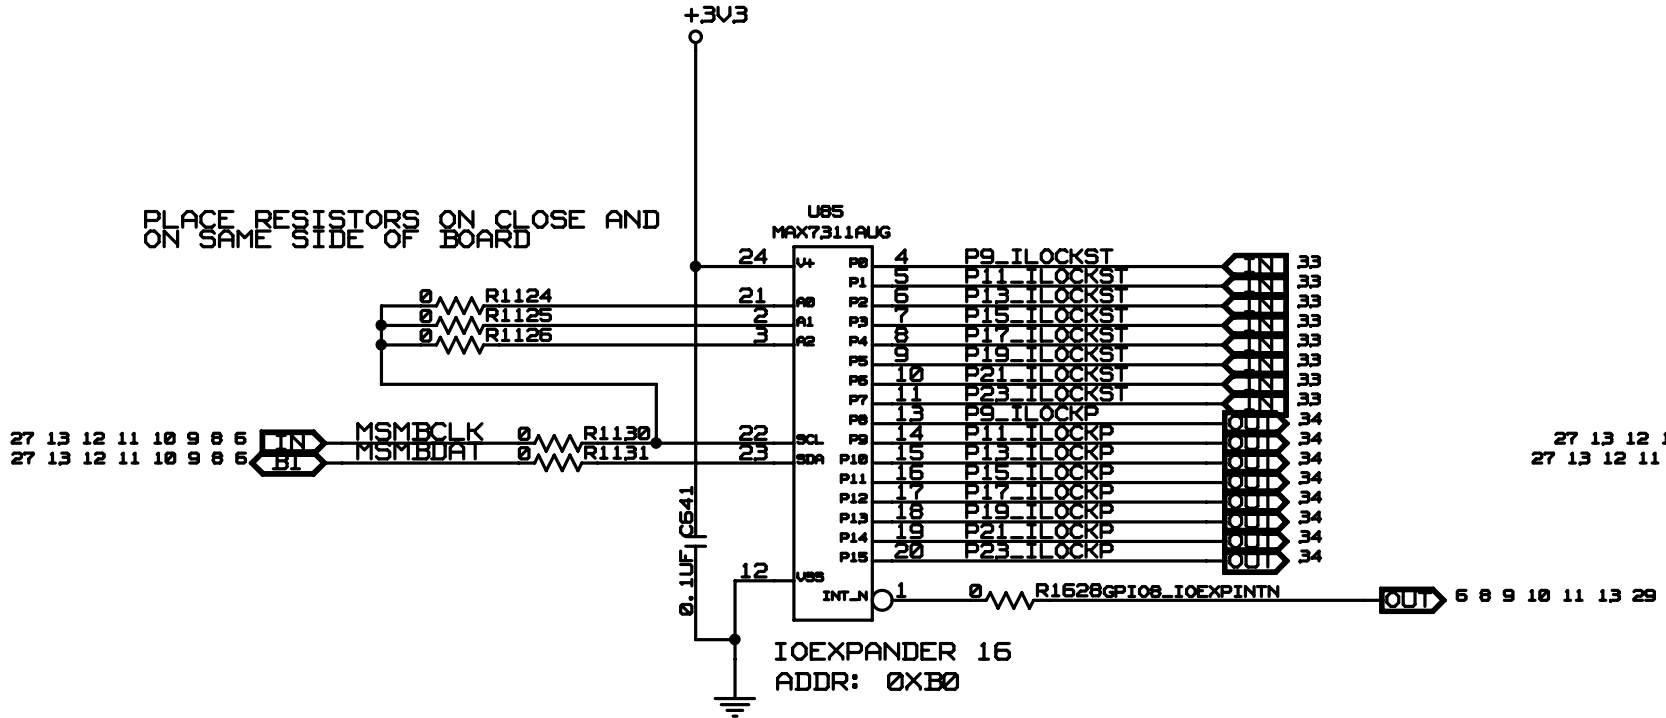 +3V3
PLACE RESISTORS ON CLOSE AND
ON SAME SIDE OF BOARD
U85
MAX7311AUG
24 V+ P0 4 P9_ILOCKST IN 33
P1 5 P11_ILOCKST IN 33
0 R1124 21 A0 P2 6 P13_ILOCKST IN 33
0 R1125 2 A1 P3 7 P15_ILOCKST IN 33
0 R1126 3 A2 P4 8 P17_ILOCKST IN 33
P5 9 P19_ILOCKST IN 33
P6 10 P21_ILOCKST IN 33
P7 11 P23_ILOCKST IN 33
P8 13 P9_ILOCKP OUT 34
27 13 12 11 10 9 8 6 IN MSMBCLK 0 R1130 22 SCL P9 14 P11_ILOCKP OUT 34 27 13 12 1
27 13 12 11 10 9 8 6 BI MSMBDAT 0 R1131 23 SDA P10 15 P13_ILOCKP OUT 34 27 13 12 11
P11 16 P15_ILOCKP OUT 34
P12 17 P17_ILOCKP OUT 34
P13 18 P19_ILOCKP OUT 34
P14 19 P21_ILOCKP OUT 34
P15 20 P23_ILOCKP OUT 34
0.1UF C641
12 VSS
INT_N 1 0 R1628 GPIO8_IOEXPINTN OUT 6 8 9 10 11 13 29
IOEXPANDER 16
ADDR: 0XB0